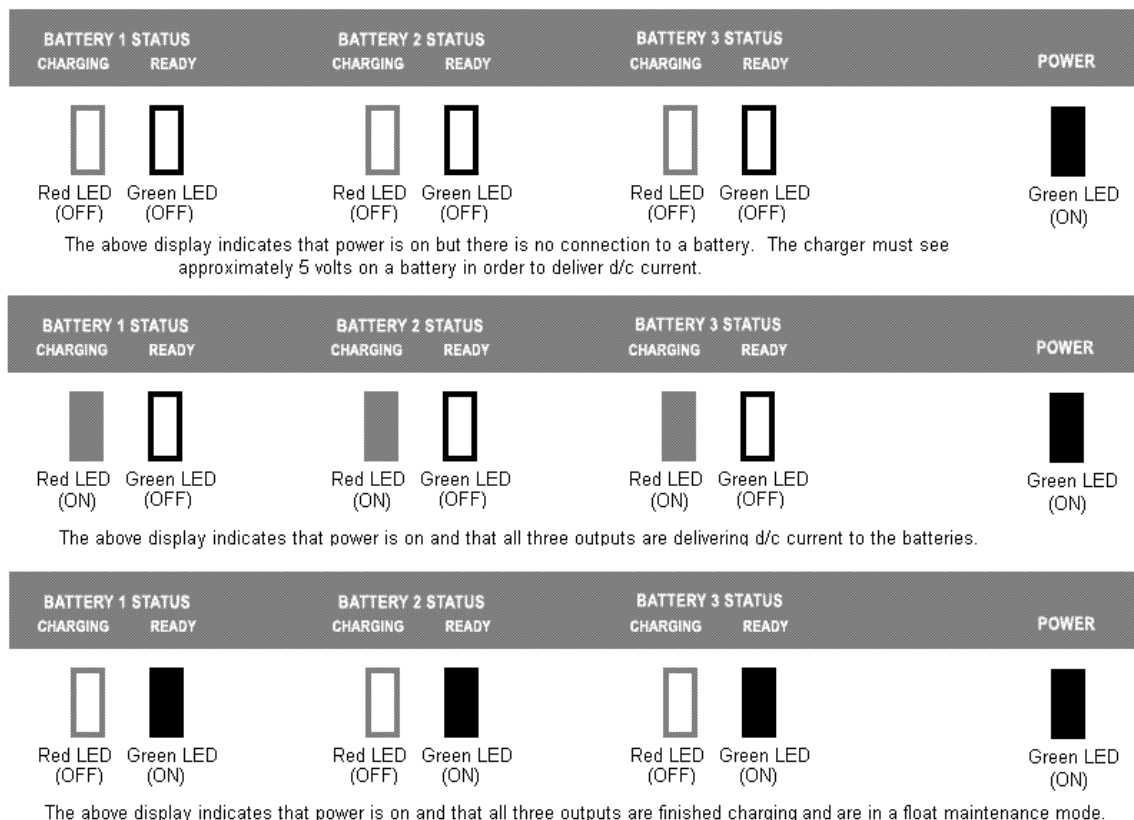 BATTERY 1 STATUS BATTERY 2 STATUS BATTERY 3 STATUS
CHARGING READY CHARGING READY CHARGING READY POWER
Red LED Green LED Red LED Green LED Red LED Green LED Green LED
(OFF) (OFF) (OFF) (OFF) (OFF) (OFF) (ON)
The above display indicates that power is on but there is no connection to a battery. The charger must see
approximately 5 volts on a battery in order to deliver d/c current.
BATTERY 1 STATUS BATTERY 2 STATUS BATTERY 3 STATUS
CHARGING READY CHARGING READY CHARGING READY POWER
Red LED Green LED Red LED Green LED Red LED Green LED Green LED
(ON) (OFF) (ON) (OFF) (ON) (OFF) (ON)
The above display indicates that power is on and that all three outputs are delivering d/c current to the batteries.
BATTERY 1 STATUS BATTERY 2 STATUS BATTERY 3 STATUS
CHARGING READY CHARGING READY CHARGING READY POWER
Red LED Green LED Red LED Green LED Red LED Green LED Green LED
(OFF) (ON) (OFF) (ON) (OFF) (ON) (ON)
The above display indicates that power is on and that all three outputs are finished charging and are in a float maintenance mode.